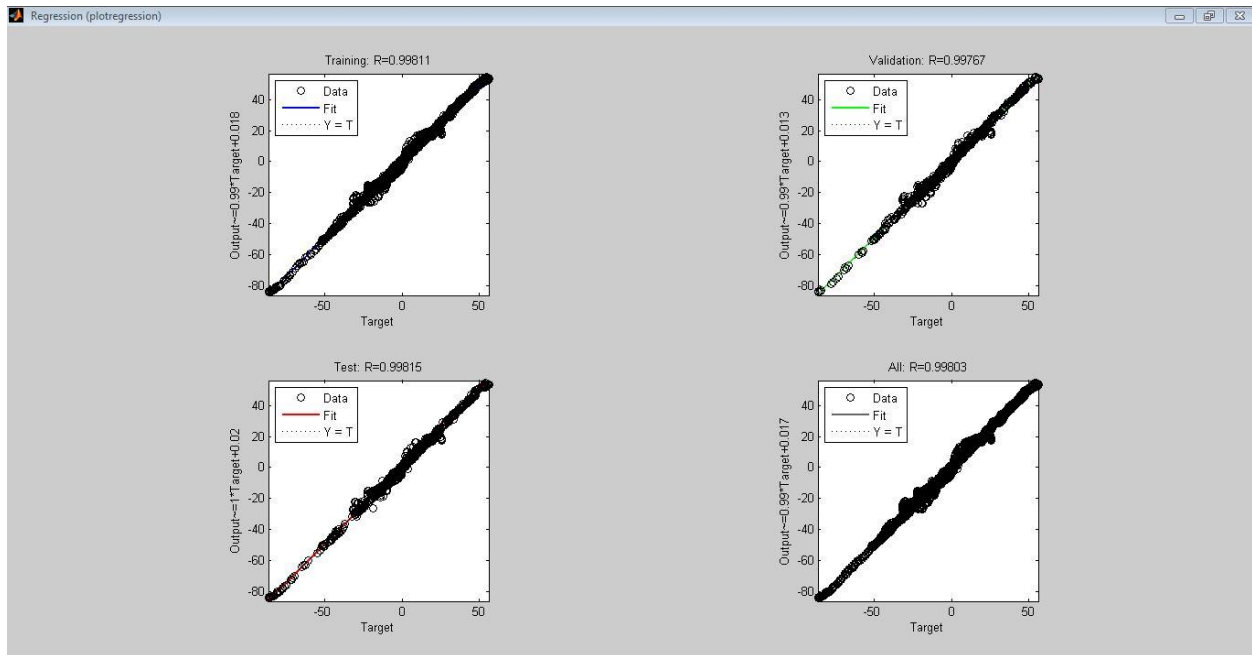 Regression (plotregression)
Training: R=0.99811
Data
Fit
Y = T
Output~=0.99*Target+0.018
40
20
0
-20
-40
-60
-80
-50 0 50
Target
Validation: R=0.99767
Data
Fit
Y = T
Output~=0.99*Target+0.013
40
20
0
-20
-40
-60
-80
-50 0 50
Target
Test: R=0.99815
Data
Fit
Y = T
Output~=1*Target+0.02
40
20
0
-20
-40
-60
-80
-50 0 50
Target
All: R=0.99803
Data
Fit
Y = T
Output~=0.99*Target+0.017
40
20
0
-20
-40
-60
-80
-50 0 50
Target